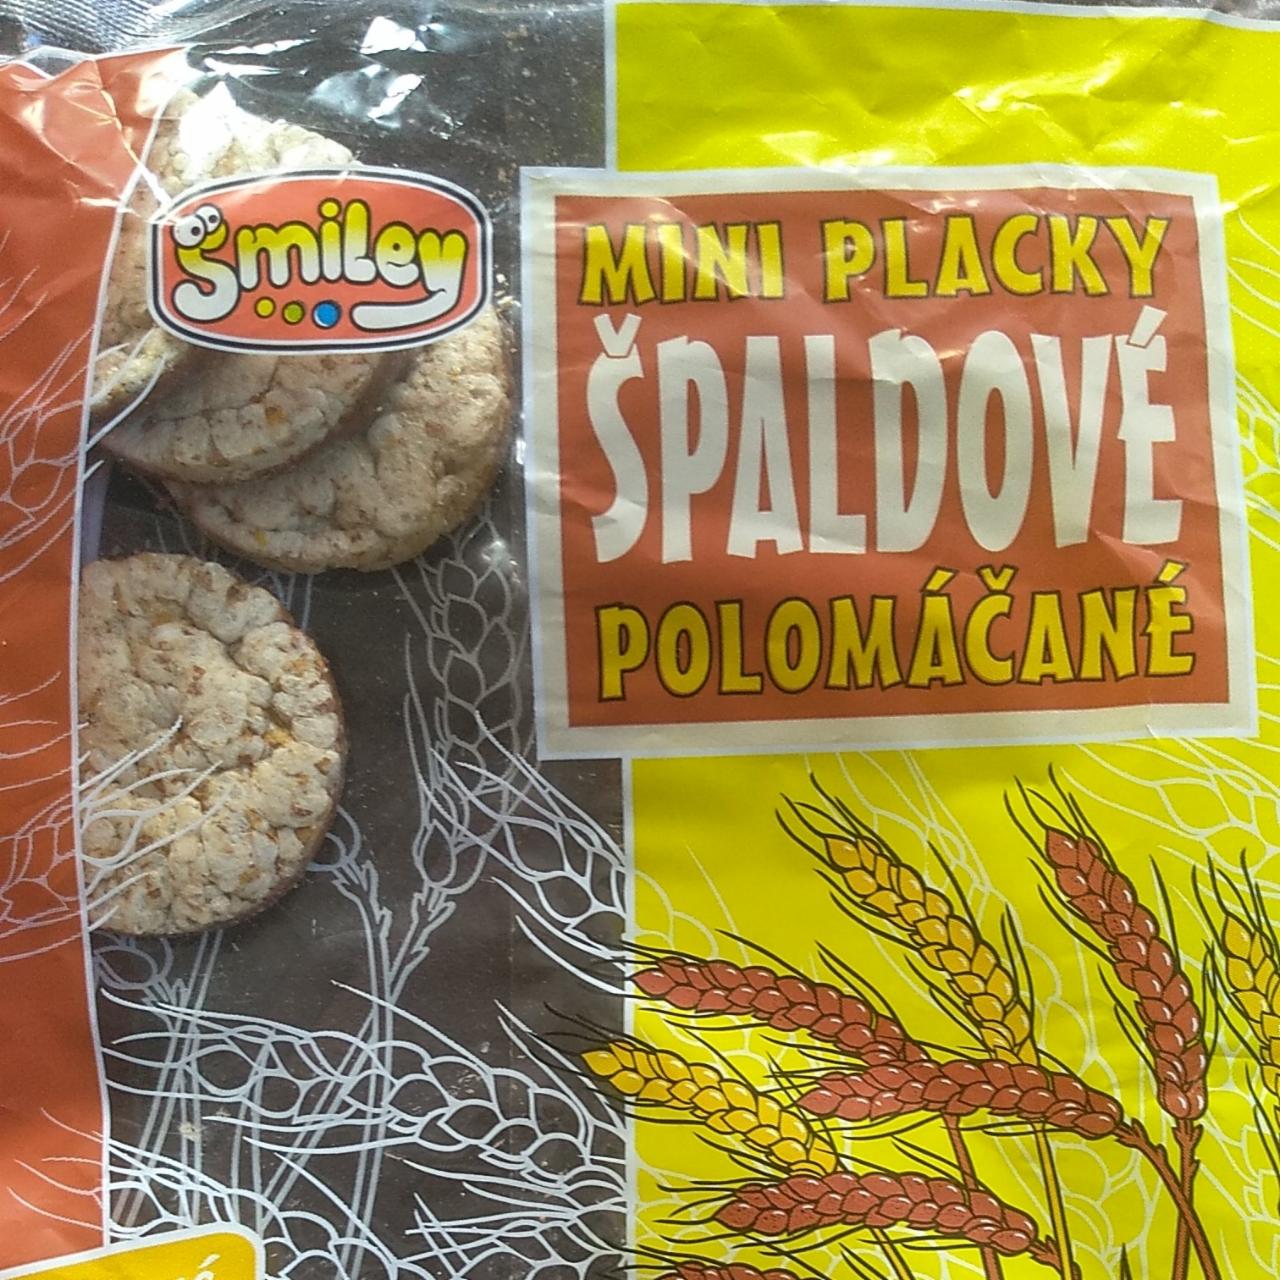 Smiley
MINI PLACKY
ŠPALDOVÉ
POLOMÁČANÉ